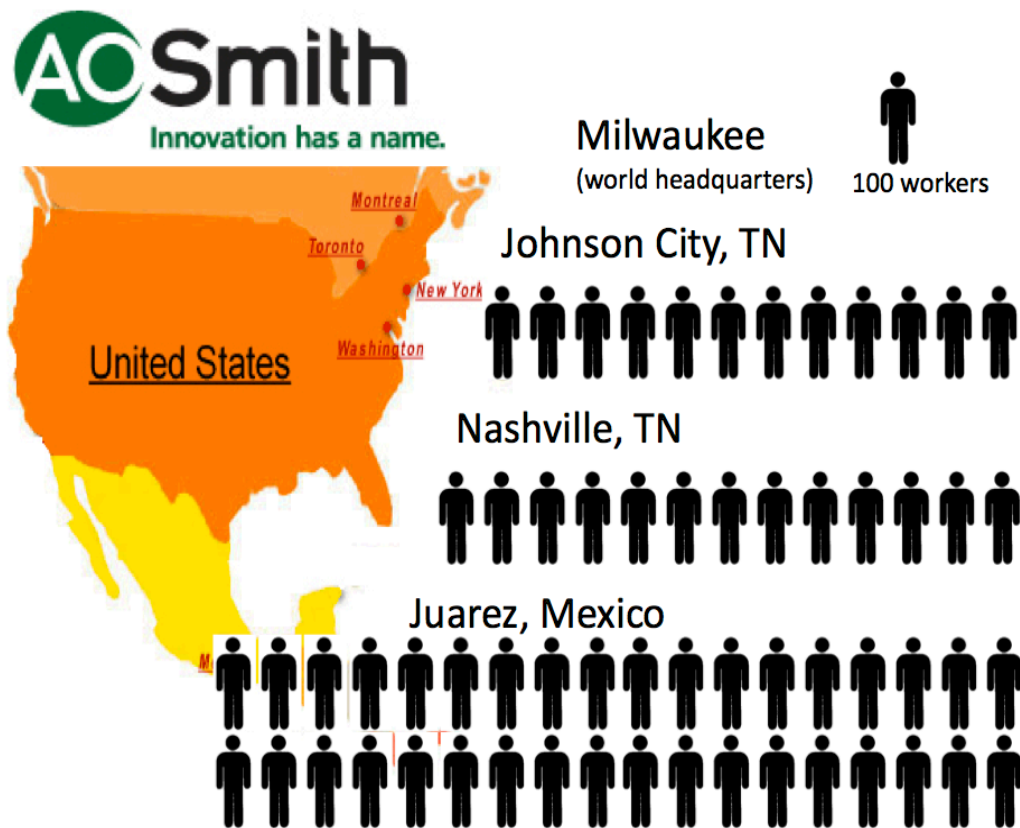 AOSmith
Innovation has a name.
Milwaukee
(world headquarters)
100 workers
Montreal
Toronto
New York
Washington
United States
Johnson City, TN
Nashville, TN
Juarez, Mexico